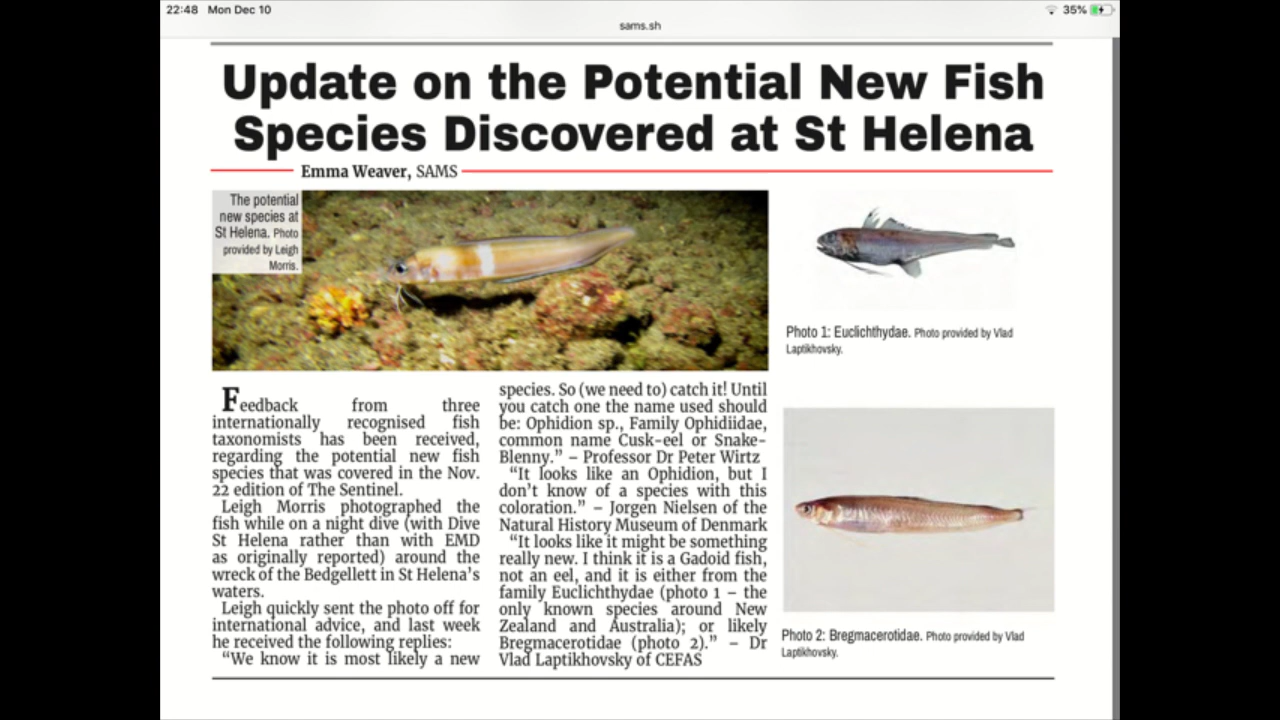 22:48 Mon Dec 10
35%
sams.sh
Update on the Potential New Fish
Species Discovered at St Helena
Emma Weaver, SAMS
The potential
new species at
St Helena. Photo
provided by Leigh
Morris.
Photo 1: Euclichthydae. Photo provided by Vlad
Laptikhovsky.
Feedback from three
internationally recognised fish
taxonomists has been received,
regarding the potential new fish
species that was covered in the Nov.
22 edition of The Sentinel.
Leigh Morris photographed the
fish while on a night dive (with Dive
St Helena rather than with EMD
as originally reported) around the
wreck of the Bedgellett in St Helena's
waters.
Leigh quickly sent the photo off for
international advice, and last week
he received the following replies:
“We know it is most likely a new
species. So (we need to) catch it! Until
you catch one the name used should
be: Ophidion sp., Family Ophidiidae,
common name Cusk-eel or Snake-
Blenny.” – Professor Dr Peter Wirtz
“It looks like an Ophidion, but I
don't know of a species with this
coloration.” – Jorgen Nielsen of the
Natural History Museum of Denmark
“It looks like it might be something
really new. I think it is a Gadoid fish,
not an eel, and it is either from the
family Euclichthydae (photo 1 – the
only known species around New
Zealand and Australia); or likely
Bregmacerotidae (photo 2).” – Dr
Vlad Laptikhovsky of CEFAS
Photo 2: Bregmacerotidae. Photo provided by Vlad
Laptikhovsky.